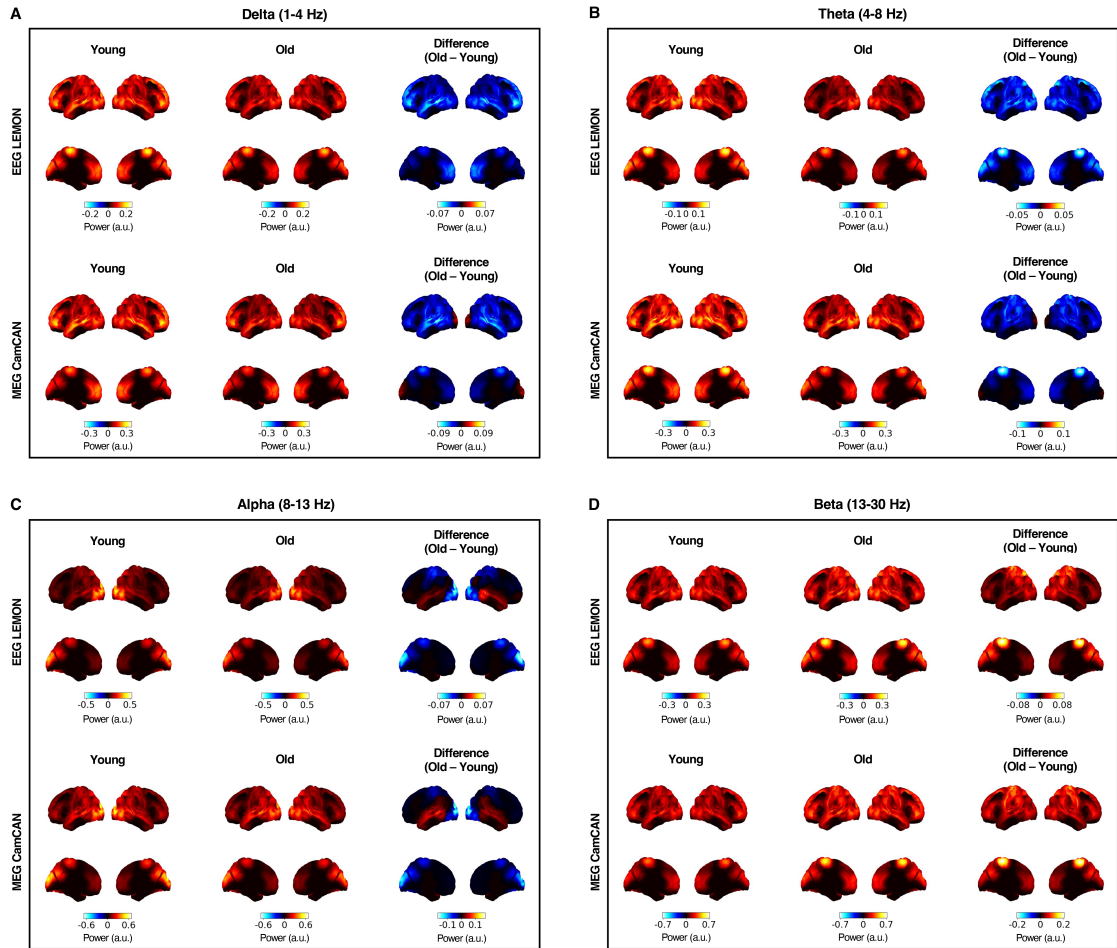 A
Delta (1-4 Hz)
Young
Old
Difference
(Old – Young)
EEG LEMON
-0.2 0 0.2
Power (a.u.)
-0.2 0 0.2
Power (a.u.)
-0.07 0 0.07
Power (a.u.)
Young
Old
Difference
(Old – Young)
MEG CamCAN
-0.3 0 0.3
Power (a.u.)
-0.3 0 0.3
Power (a.u.)
-0.09 0 0.09
Power (a.u.)
B
Theta (4-8 Hz)
Young
Old
Difference
(Old – Young)
EEG LEMON
-0.10 0.1
Power (a.u.)
-0.10 0.1
Power (a.u.)
-0.05 0 0.05
Power (a.u.)
Young
Old
Difference
(Old – Young)
MEG CamCAN
-0.3 0 0.3
Power (a.u.)
-0.3 0 0.3
Power (a.u.)
-0.1 0 0.1
Power (a.u.)
C
Alpha (8-13 Hz)
Young
Old
Difference
(Old – Young)
EEG LEMON
-0.5 0 0.5
Power (a.u.)
-0.5 0 0.5
Power (a.u.)
-0.07 0 0.07
Power (a.u.)
Young
Old
Difference
(Old – Young)
MEG CamCAN
-0.6 0 0.6
Power (a.u.)
-0.6 0 0.6
Power (a.u.)
-0.1 0 0.1
Power (a.u.)
D
Beta (13-30 Hz)
Young
Old
Difference
(Old – Young)
EEG LEMON
-0.3 0 0.3
Power (a.u.)
-0.3 0 0.3
Power (a.u.)
-0.08 0 0.08
Power (a.u.)
Young
Old
Difference
(Old – Young)
MEG CamCAN
-0.7 0 0.7
Power (a.u.)
-0.7 0 0.7
Power (a.u.)
-0.2 0 0.2
Power (a.u.)